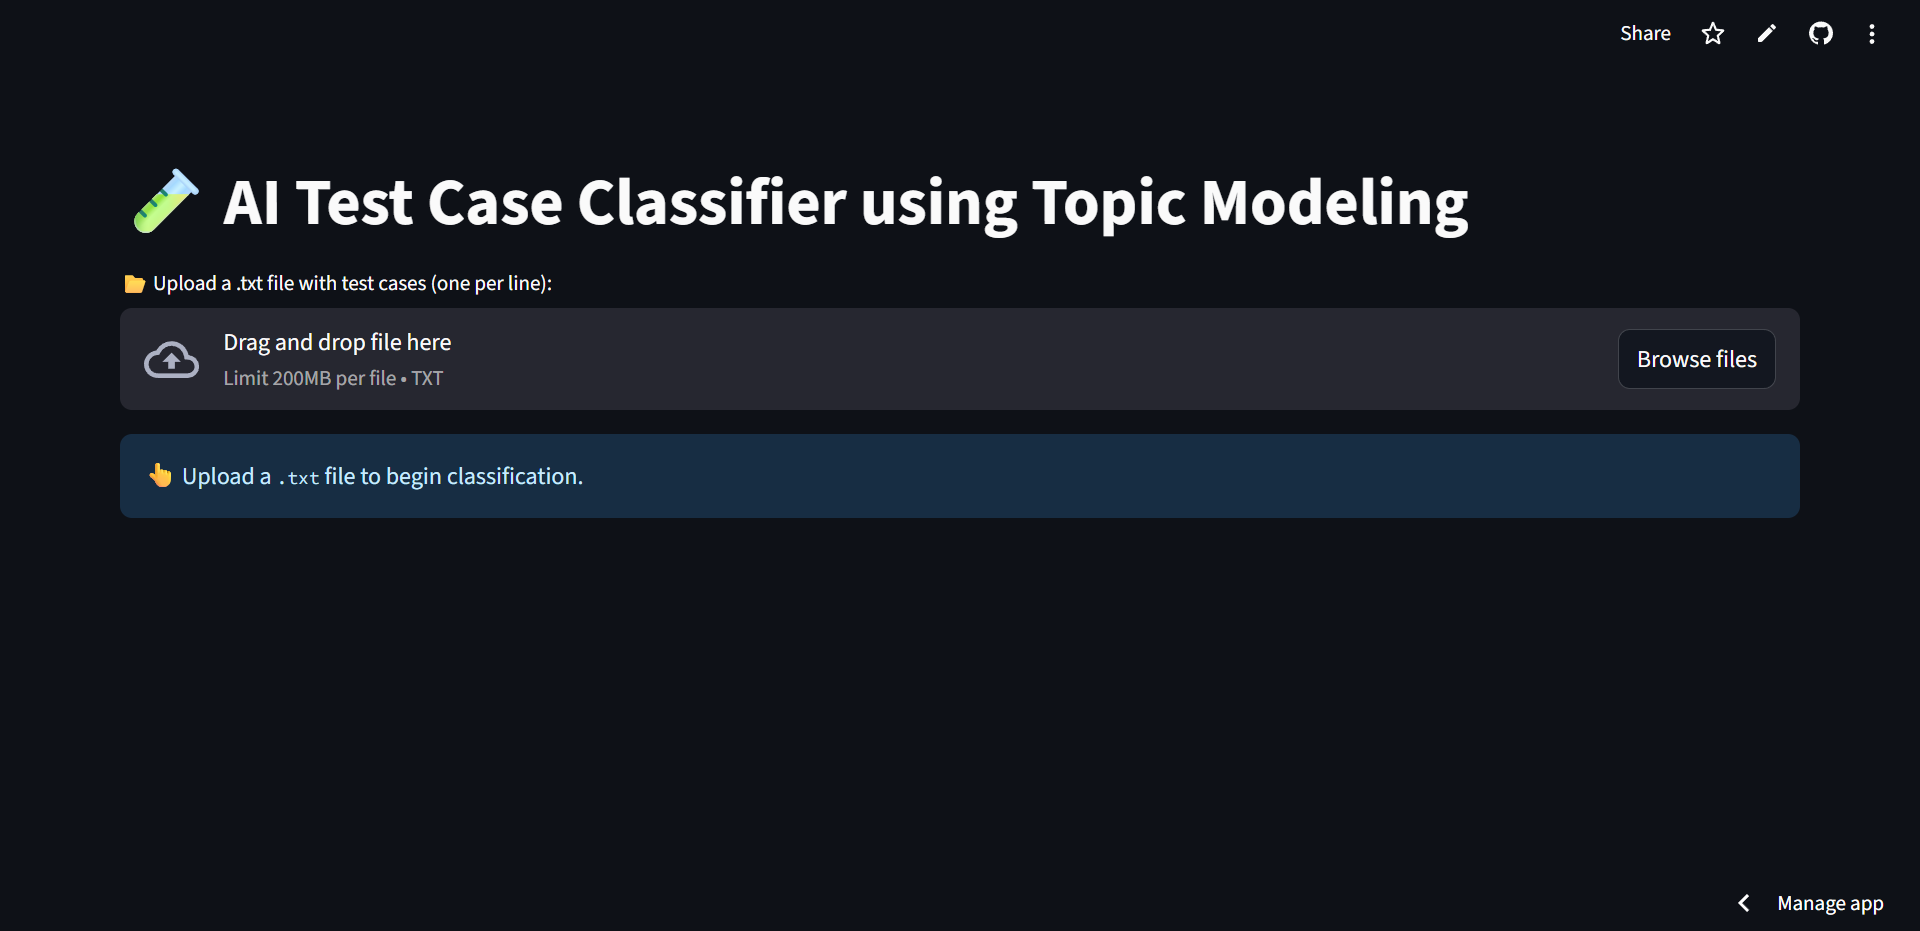 Share
AI Test Case Classifier using Topic Modeling
Upload a .txt file with test cases (one per line):
Drag and drop file here
Limit 200MB per file • TXT
Browse files
Upload a .txt file to begin classification.
Manage app